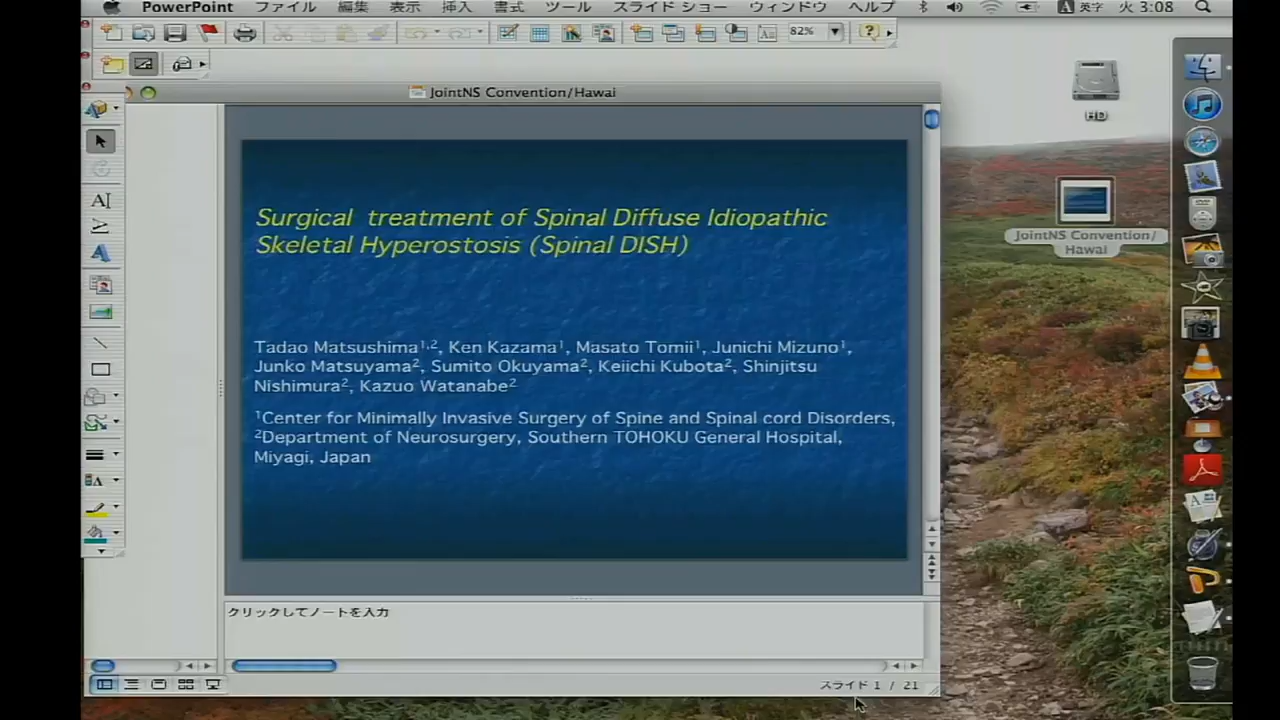 PowerPoint ファイル 編集 表示 挿入 書式 ツール スライド ショー ウィンドウ ヘルプ A 英字 火 3:08
82%
JointNS Convention/Hawai
HD
Surgical treatment of Spinal Diffuse Idiopathic
Skeletal Hyperostosis (Spinal DISH)
JointNS Convention/
Hawai
Tadao Matsushima¹,², Ken Kazama¹, Masato Tomii¹, Junichi Mizuno¹,
Junko Matsuyama², Sumito Okuyama², Keiichi Kubota², Shinjitsu
Nishimura², Kazuo Watanabe²
¹Center for Minimally Invasive Surgery of Spine and Spinal cord Disorders,
²Department of Neurosurgery, Southern TOHOKU General Hospital,
Miyagi, Japan
クリックしてノートを入力
スライド 1 / 21